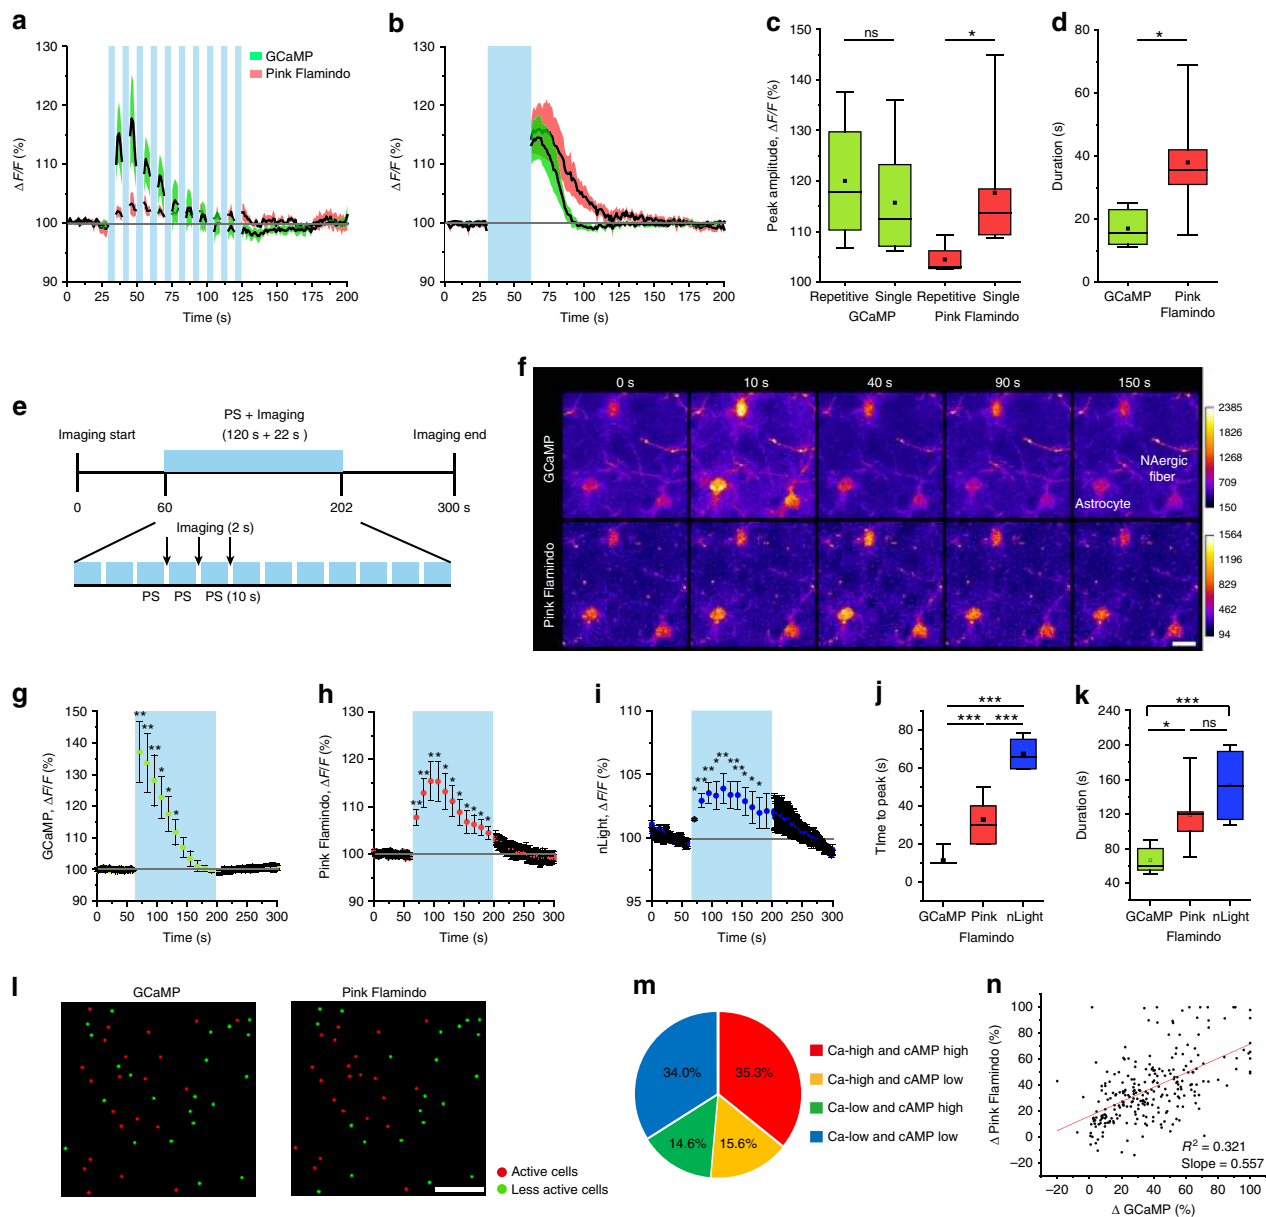 a
130
120
110
100
90
ΔF/F (%)
0 25 50 75 100 125 150 175 200
Time (s)
GCaMP
Pink Flamindo
b
130
120
110
100
90
ΔF/F (%)
0 25 50 75 100 125 150 175 200
Time (s)
c
150
140
130
120
110
100
Peak amplitude, ΔF/F (%)
ns
*
Repetitive Single Repetitive Single
GCaMP Pink Flamindo
d
80
60
40
20
0
Duration (s)
*
GCaMP Pink
Flamindo
e
PS + Imaging
(120 s + 22 s )
Imaging start
Imaging end
0 60 202 300 s
Imaging (2 s)
PS PS PS (10 s)
f
0 s 10 s 40 s 90 s 150 s
GCaMP
NAergic
fiber
Astrocyte
2385
1826
1268
709
150
Pink Flamindo
1564
1196
829
462
94
g
150
140
130
120
110
100
90
GCaMP, ΔF/F (%)
** ** ** * * *
0 50 100 150 200 250 300
Time (s)
h
130
120
110
100
90
Pink Flamindo, ΔF/F (%)
* ** ** ** * * * * * *
0 50 100 150 200 250 300
Time (s)
i
110
105
100
95
nLight, ΔF/F (%)
* ** ** * ** ** ** * * * *
0 50 100 150 200 250 300
Time (s)
j
80
60
40
20
0
TIme to peak (s)
***
*** ***
GCaMP Pink nLight
Flamindo
k
240
200
160
120
80
40
Duration (s)
***
* ns
GCaMP Pink nLight
Flamindo
l
GCaMP
Pink Flamindo
Active cells
Less active cells
m
34.0% 35.3%
14.6% 15.6%
Ca-high and cAMP high
Ca-high and cAMP low
Ca-low and cAMP high
Ca-low and cAMP low
n
100
80
60
40
20
0
−20
Δ Pink Flamindo (%)
R² = 0.321
Slope = 0.557
−20 0 20 40 60 80 100
Δ GCaMP (%)